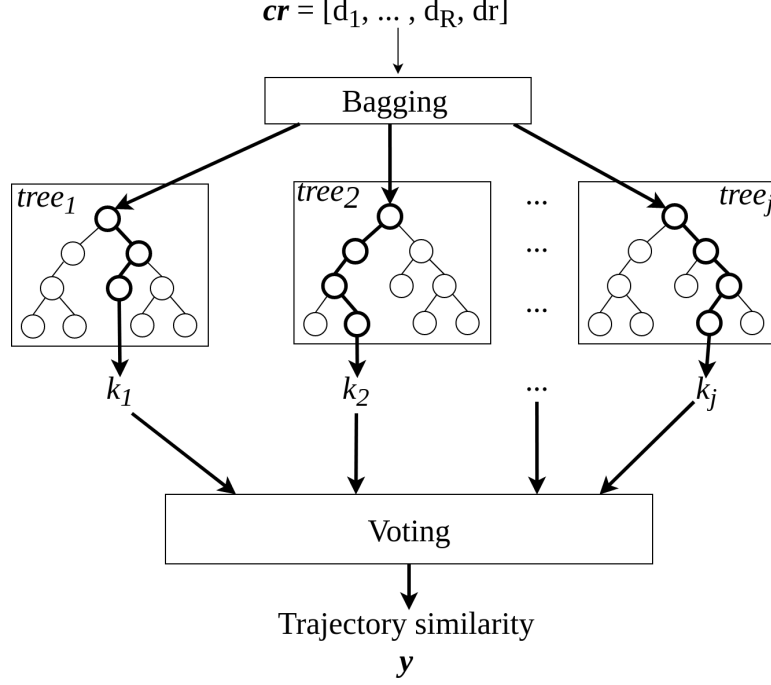 cr = [d1, ... , dR, dr]
Bagging
tree1
tree2
...
treej
...
...
k1
k2
...
kj
Voting
Trajectory similarity
y